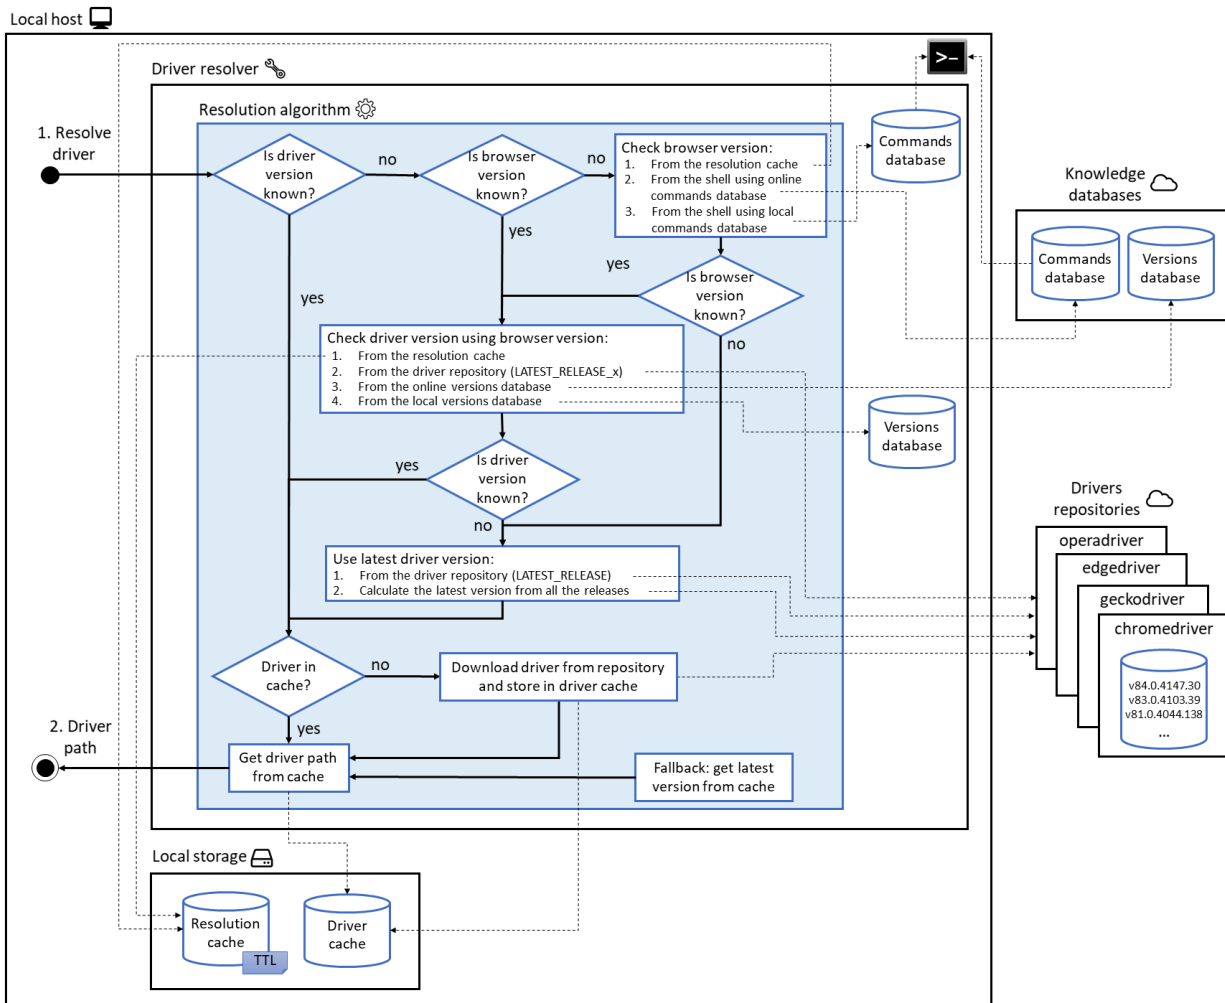 Local host
Driver resolver
>-
Resolution algorithm
1. Resolve
driver
Is driver
version
known?
no
Is browser
version
known?
no
Check browser version:
1. From the resolution cache
2. From the shell using online
commands database
3. From the shell using local
commands database
Commands
database
Knowledge
databases
Commands
database
Versions
database
yes
yes
yes
Is browser
version
known?
no
Check driver version using browser version:
1. From the resolution cache
2. From the driver repository (LATEST_RELEASE_x)
3. From the online versions database
4. From the local versions database
Versions
database
yes
Is driver
version
known?
no
Drivers
repositories
operadriver
edgedriver
geckodriver
chromedriver
v84.0.4147.30
v83.0.4103.39
v81.0.4044.138
...
Use latest driver version:
1. From the driver repository (LATEST_RELEASE)
2. Calculate the latest version from all the releases
Driver in
cache?
no
Download driver from repository
and store in driver cache
yes
2. Driver
path
Get driver path
from cache
Fallback: get latest
version from cache
Local storage
Resolution
cache
TTL
Driver
cache